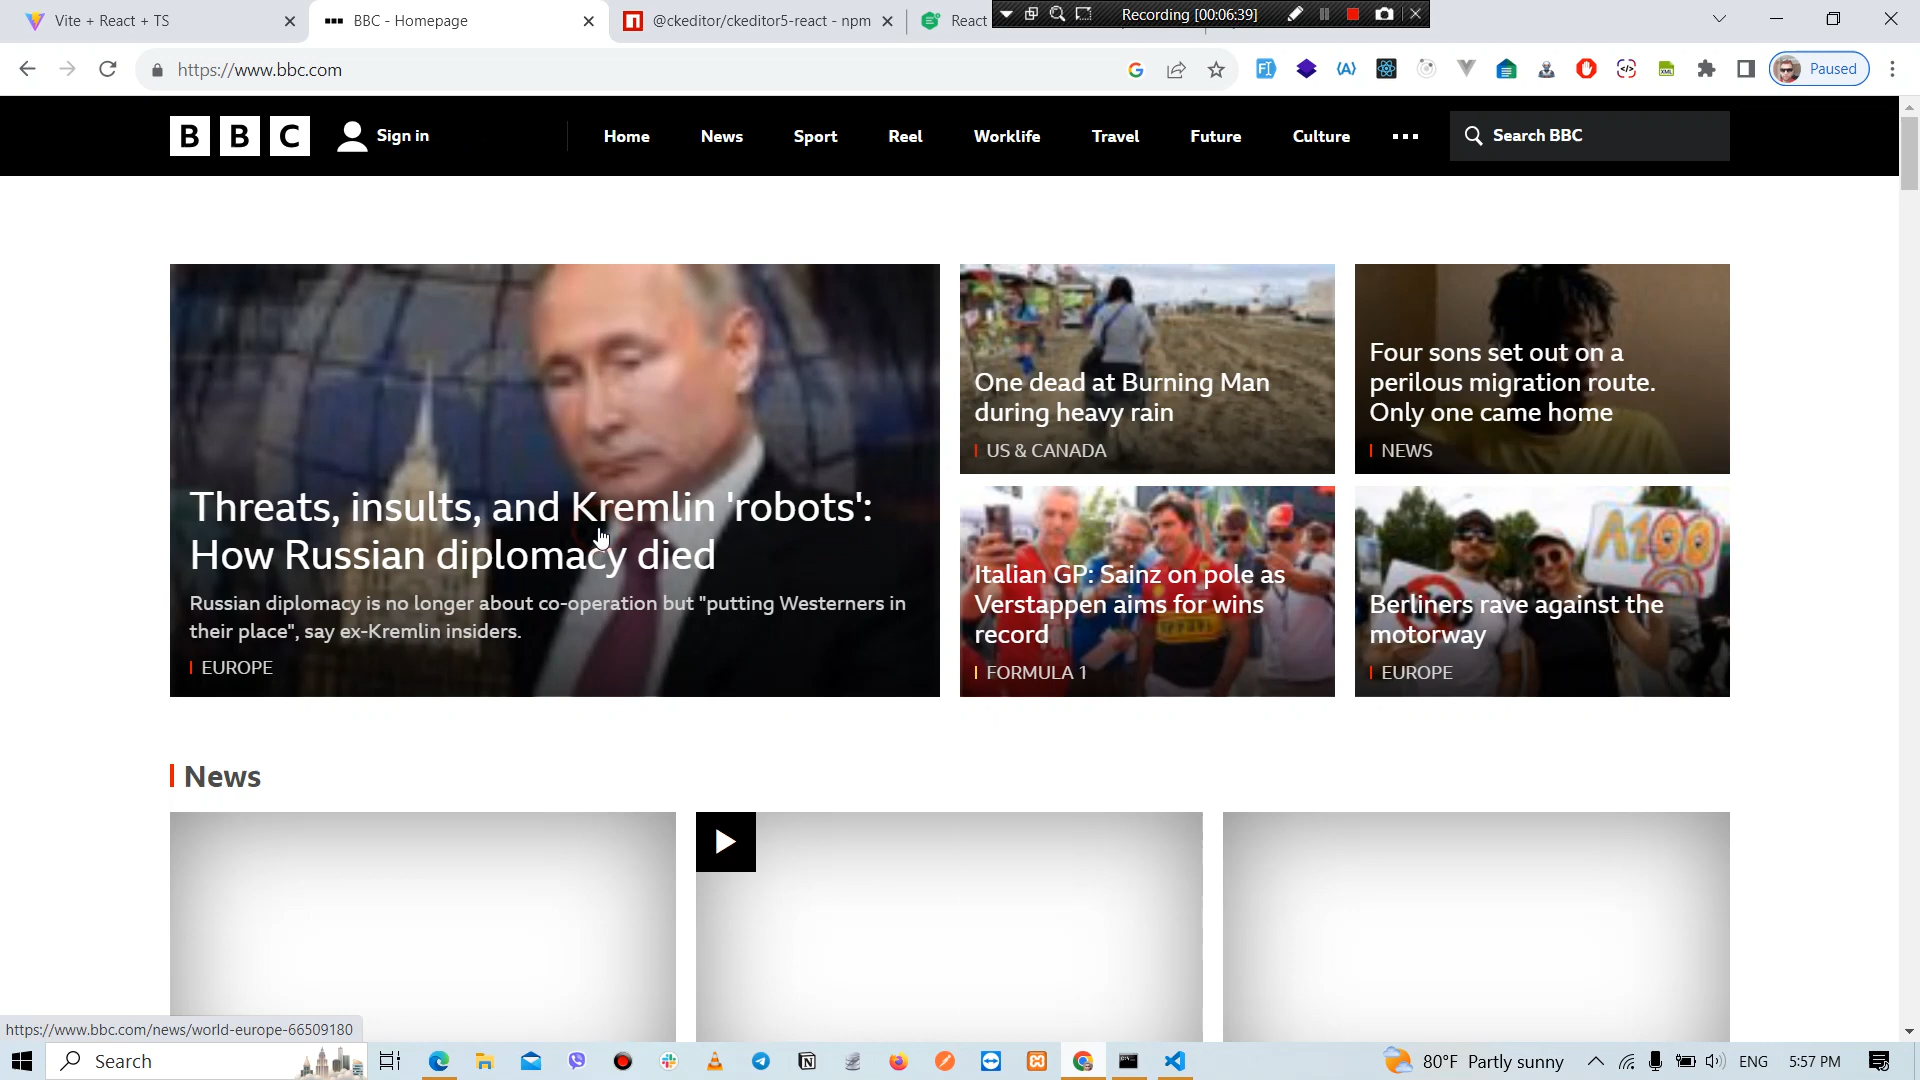 Vite + React + TS
BBC - Homepage
@ckeditor/ckeditor5-react - npm
React
Recording [00:06:39]
https://www.bbc.com
Paused
BBC
Sign in
Home
News
Sport
Reel
Worklife
Travel
Future
Culture
Search BBC
Threats, insults, and Kremlin 'robots':
How Russian diplomacy died
Russian diplomacy is no longer about co-operation but "putting Westerners in
their place", say ex-Kremlin insiders.
EUROPE
One dead at Burning Man
during heavy rain
US & CANADA
Four sons set out on a
perilous migration route.
Only one came home
NEWS
Italian GP: Sainz on pole as
Verstappen aims for wins
record
FORMULA 1
A100
Berliners rave against the
motorway
EUROPE
News
https://www.bbc.com/news/world-europe-66509180
Search
80°F Partly sunny
ENG
5:57 PM